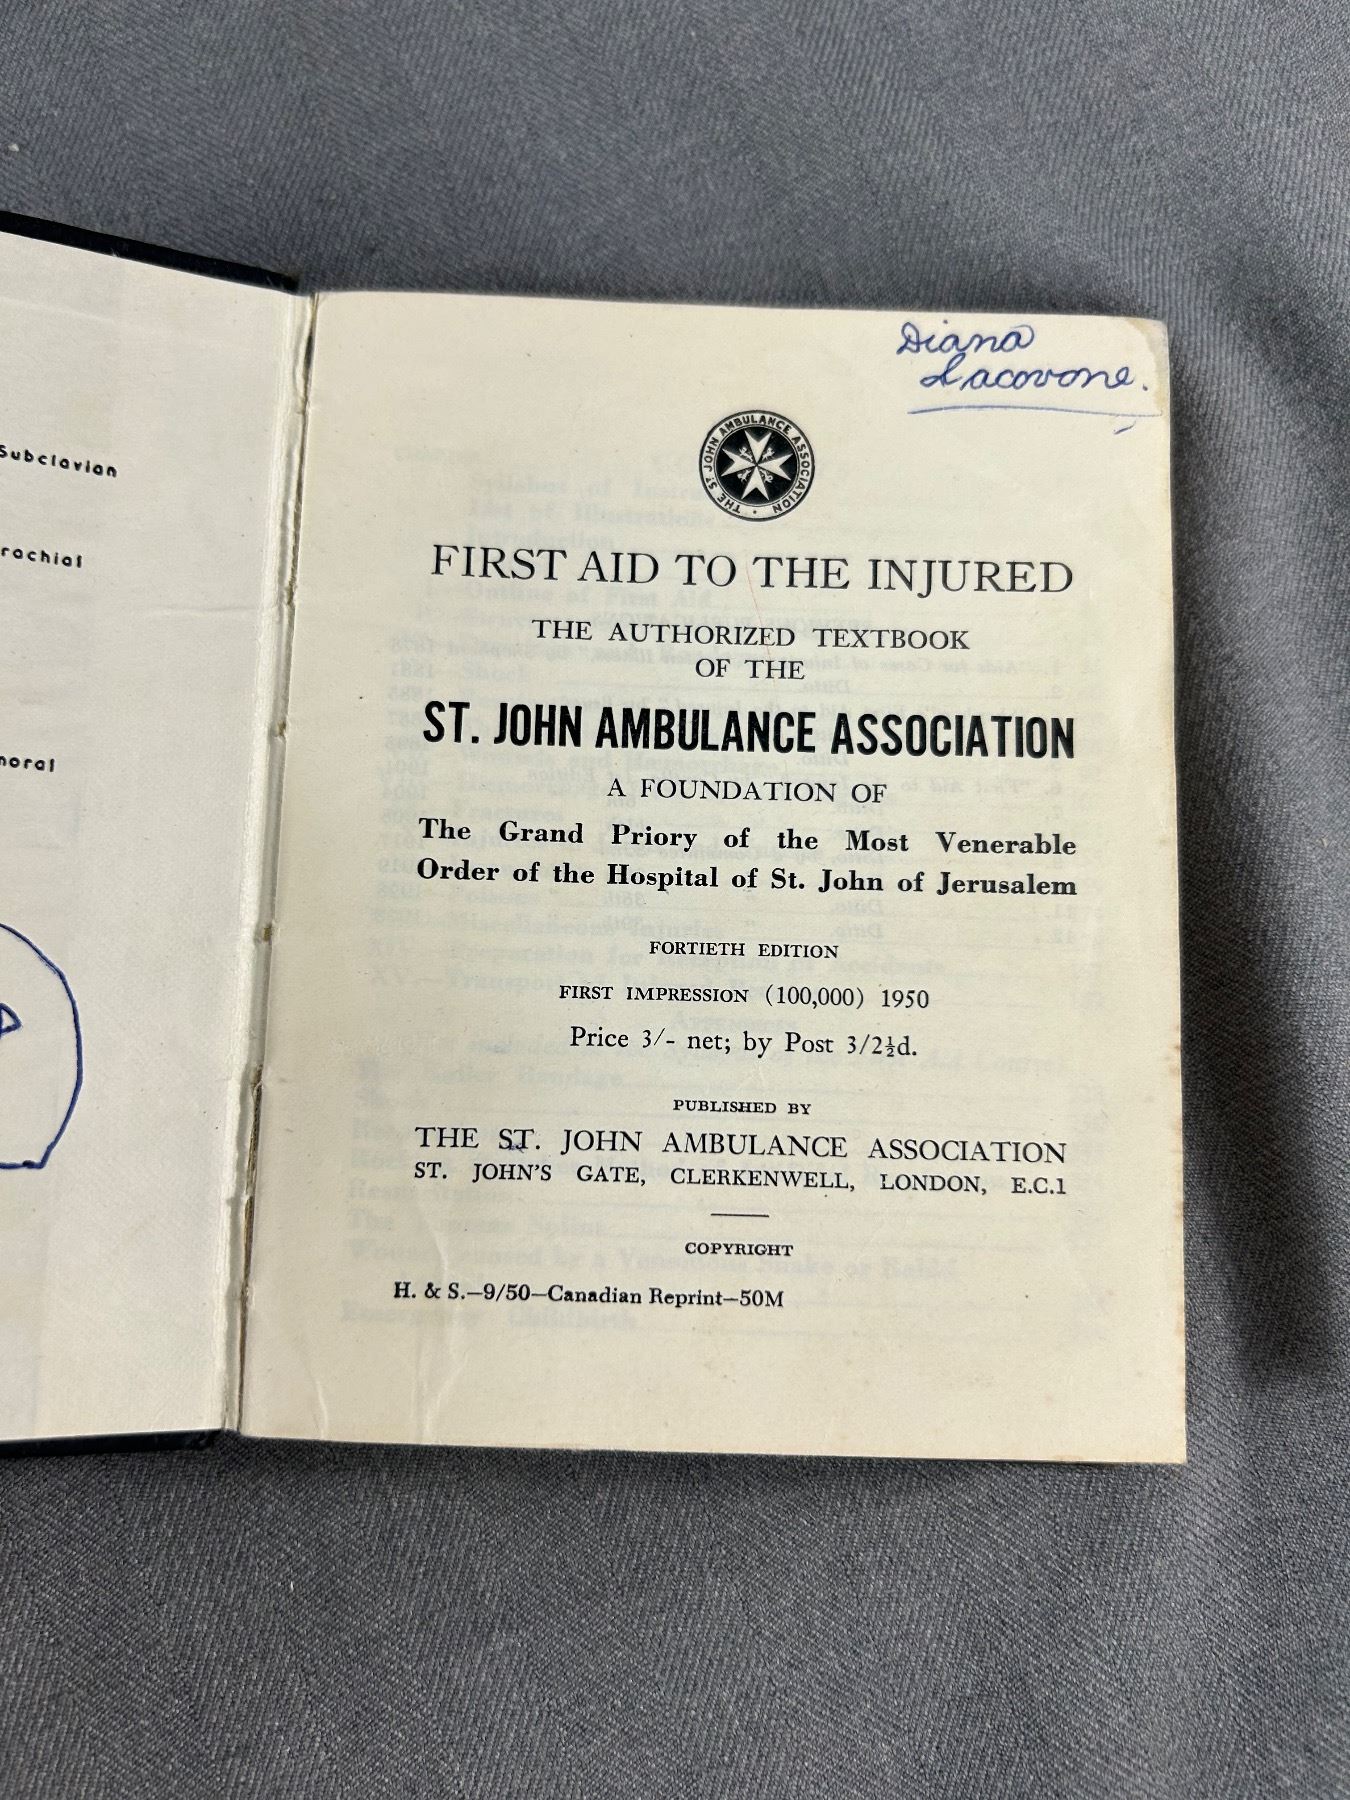 Subclavian
rachial
moral
Diana
Iacovone.
THE ST JOHN AMBULANCE ASSOCIATION
FIRST AID TO THE INJURED
THE AUTHORIZED TEXTBOOK
OF THE
ST. JOHN AMBULANCE ASSOCIATION
A FOUNDATION OF
The Grand Priory of the Most Venerable
Order of the Hospital of St. John of Jerusalem
FORTIETH EDITION
FIRST IMPRESSION (100,000) 1950
Price 3/- net; by Post 3/2½d.
PUBLISHED BY
THE ST. JOHN AMBULANCE ASSOCIATION
ST. JOHN'S GATE, CLERKENWELL, LONDON, E.C.1
COPYRIGHT
H. & S.—9/50—Canadian Reprint—50M